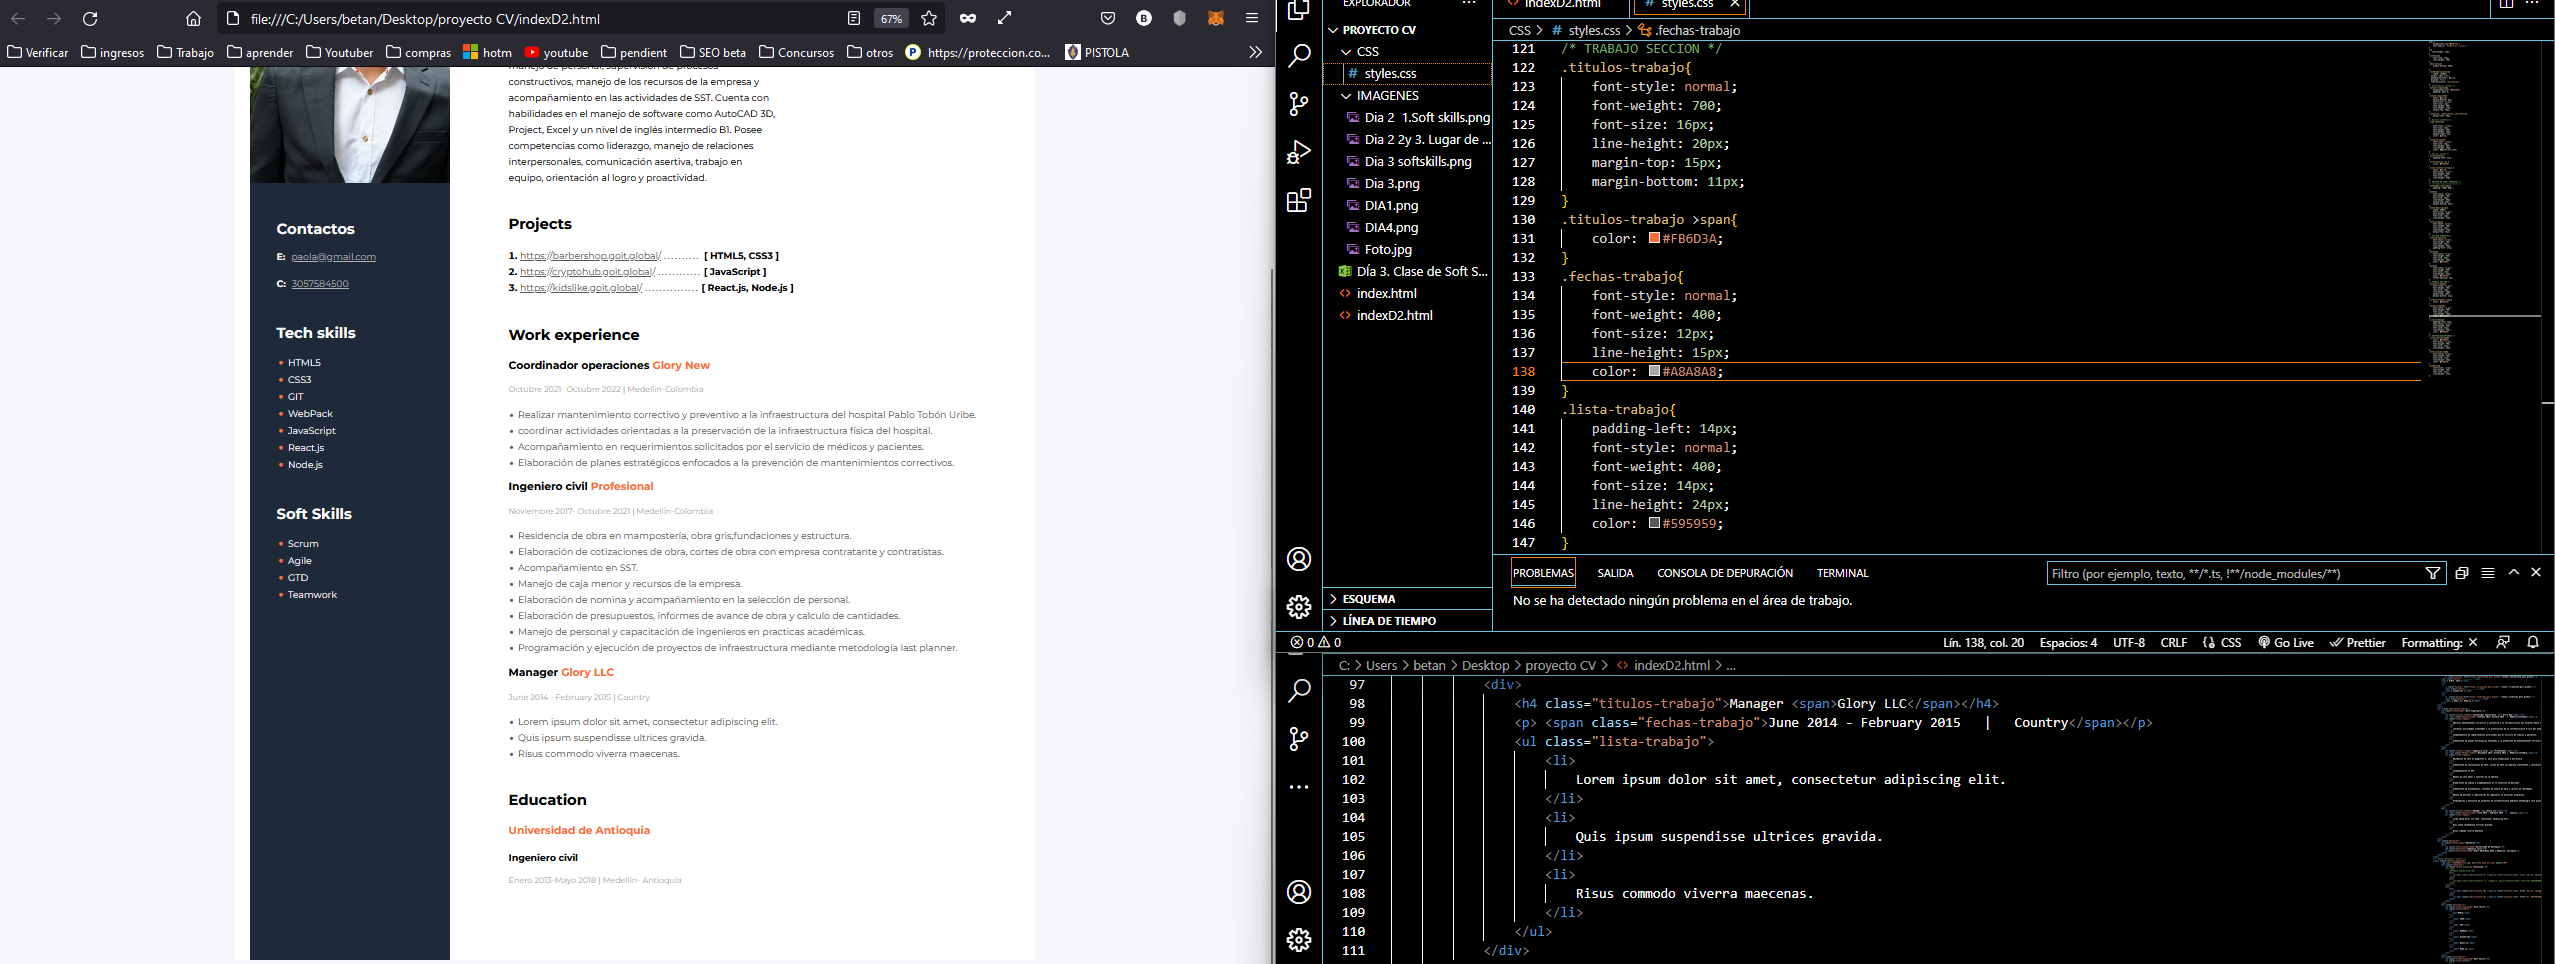 file:///C:/Users/betan/Desktop/proyecto CV/indexD2.html
67%
Verificar
ingresos
Trabajo
aprender
Youtuber
compras
hotm
youtube
pendient
SEO beta
Concursos
otros
https://proteccion.co...
PISTOLA
constructivos, manejo de los recursos de la empresa y
acompañamiento en las actividades de SST. Cuenta con
habilidades en el manejo de software como AutoCAD 3D,
Project, Excel y un nivel de inglés intermedio B1. Posee
competencias como liderazgo, manejo de relaciones
interpersonales, comunicación asertiva, trabajo en
equipo, orientación al logro y proactividad.
Contactos
E: paola@gmail.com
C: 3057584500
Tech skills
• HTML5
• CSS3
• GIT
• WebPack
• JavaScript
• React.js
• Node.js
Soft Skills
• Scrum
• Agile
• GTD
• Teamwork
Projects
1. https://barbershop.goit.global/ .......... [ HTML5, CSS3 ]
2. https://cryptohub.goit.global/ ............ [ JavaScript ]
3. https://kidslike.goit.global/ ............... [ React.js, Node.js ]
Work experience
Coordinador operaciones Glory New
Octubre 2021- Octubre 2022 | Medellin-Colombia
• Realizar mantenimiento correctivo y preventivo a la infraestructura del hospital Pablo Tobón Uribe.
• coordinar actividades orientadas a la preservación de la infraestructura física del hospital.
• Acompañamiento en requerimientos solicitados por el servicio de médicos y pacientes.
• Elaboración de planes estratégicos enfocados a la prevención de mantenimientos correctivos.
Ingeniero civil Profesional
Noviembre 2017- Octubre 2021 | Medellin-Colombia
• Residencia de obra en mampostería, obra gris,fundaciones y estructura.
• Elaboración de cotizaciones de obra, cortes de obra con empresa contratante y contratistas.
• Acompañamiento en SST.
• Manejo de caja menor y recursos de la empresa.
• Elaboración de nomina y acompañamiento en la selección de personal.
• Elaboración de presupuestos, informes de avance de obra y calculo de cantidades.
• Manejo de personal y capacitación de ingenieros en practicas académicas.
• Programación y ejecución de proyectos de infraestructura mediante metodología last planner.
Manager Glory LLC
June 2014 - February 2015 | Country
• Lorem ipsum dolor sit amet, consectetur adipiscing elit.
• Quis ipsum suspendisse ultrices gravida.
• Risus commodo viverra maecenas.
Education
Universidad de Antioquia
Ingeniero civil
Enero 2013-Mayo 2018 | Medellin- Antioquia
EXPLORADOR
PROYECTO CV
CSS
# styles.css
IMAGENES
Dia 2  1.Soft skills.png
Dia 2 2y 3. Lugar de ...
Dia 3 softskills.png
Dia 3.png
DIA1.png
DIA4.png
Foto.jpg
DÍA 3. Clase de Soft S...
<> index.html
<> indexD2.html
ESQUEMA
LÍNEA DE TIEMPO
<> indexD2.html
# styles.css
CSS > # styles.css > .fechas-trabajo
121 /* TRABAJO SECCION */
122 .titulos-trabajo{
123 font-style: normal;
124 font-weight: 700;
125 font-size: 16px;
126 line-height: 20px;
127 margin-top: 15px;
128 margin-bottom: 11px;
129 }
130 .titulos-trabajo >span{
131 color: #FB6D3A;
132 }
133 .fechas-trabajo{
134 font-style: normal;
135 font-weight: 400;
136 font-size: 12px;
137 line-height: 15px;
138 color: #A8A8A8;
139 }
140 .lista-trabajo{
141 padding-left: 14px;
142 font-style: normal;
143 font-weight: 400;
144 font-size: 14px;
145 line-height: 24px;
146 color: #595959;
147 }
PROBLEMAS SALIDA CONSOLA DE DEPURACIÓN TERMINAL
Filtro (por ejemplo, texto, **/*.ts, !**/node_modules/**)
No se ha detectado ningún problema en el área de trabajo.
0 0
Lín. 138, col. 20 Espacios: 4 UTF-8 CRLF CSS Go Live Prettier Formatting: ×
C: > Users > betan > Desktop > proyecto CV > <> indexD2.html > ...
97 <div>
98 <h4 class="titulos-trabajo">Manager <span>Glory LLC</span></h4>
99 <p> <span class="fechas-trabajo">June 2014 - February 2015   |   Country</span></p>
100 <ul class="lista-trabajo">
101 <li>
102 Lorem ipsum dolor sit amet, consectetur adipiscing elit.
103 </li>
104 <li>
105 Quis ipsum suspendisse ultrices gravida.
106 </li>
107 <li>
108 Risus commodo viverra maecenas.
109 </li>
110 </ul>
111 </div>